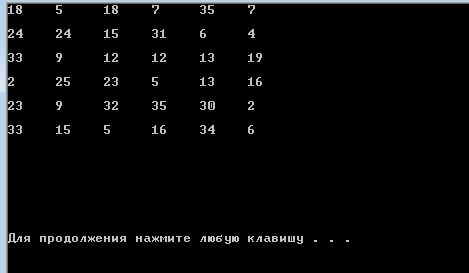 18 5 18 7 35 7
24 24 15 31 6 4
33 9 12 12 13 19
2 25 23 5 13 16
23 9 32 35 30 2
33 15 5 16 34 6
Для продолжения нажмите любую клавишу . . .